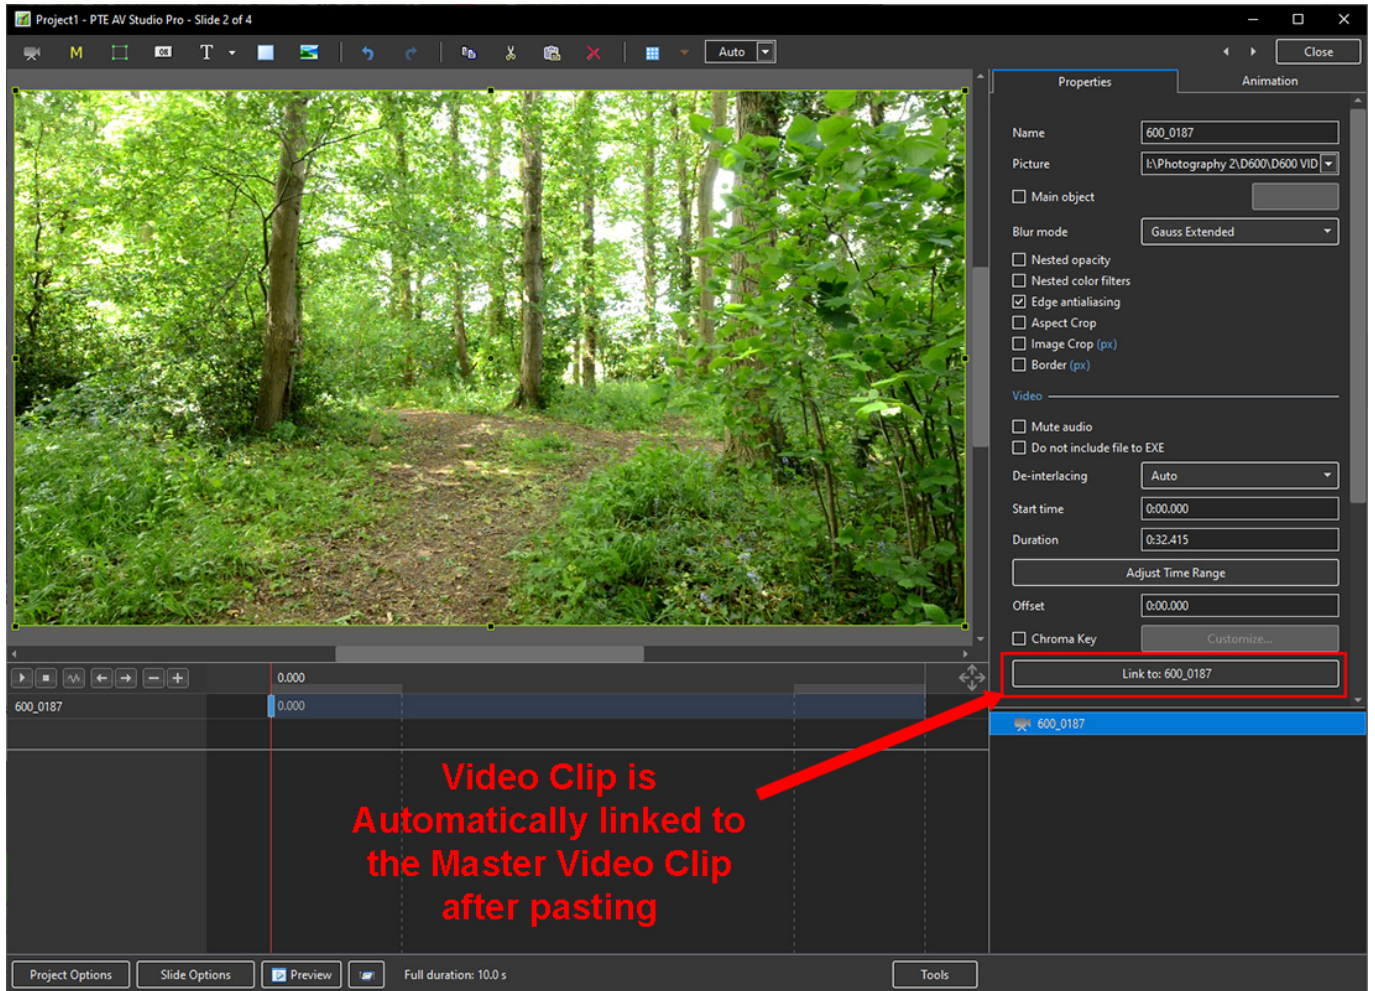 Project1 - PTE AV Studio Pro - Slide 2 of 4
M
OK
T
Auto
Close
Properties
Animation
Name
600_0187
Picture
I:\Photography 2\D600\D600 VID
Main object
Blur mode
Gauss Extended
Nested opacity
Nested color filters
Edge antialiasing
Aspect Crop
Image Crop (px)
Border (px)
Video
Mute audio
Do not include file to EXE
De-interlacing
Auto
Start time
0:00.000
Duration
0:32.415
Adjust Time Range
Offset
0:00.000
Chroma Key
Customize...
Link to: 600_0187
0.000
600_0187
0.000
600_0187
Video Clip is
Automatically linked to
the Master Video Clip
after pasting
Project Options
Slide Options
Preview
Full duration: 10.0 s
Tools